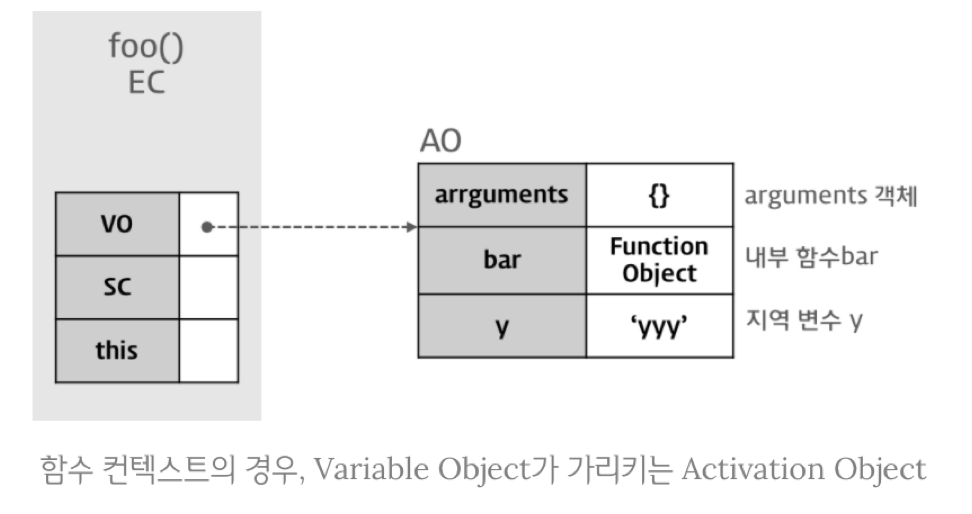 foo()
EC
VO
SC
this
AO
arrguments {} arguments 객체
bar Function Object 내부 함수bar
y ‘yyy’ 지역 변수 y
함수 컨텍스트의 경우, Variable Object가 가리키는 Activation Object